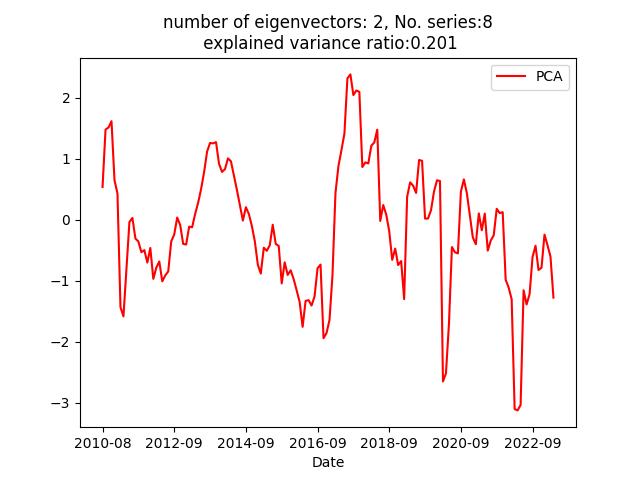 number of eigenvectors: 2, No. series:8
explained variance ratio:0.201
PCA
2
1
0
−1
−2
−3
2010-08 2012-09 2014-09 2016-09 2018-09 2020-09 2022-09
Date